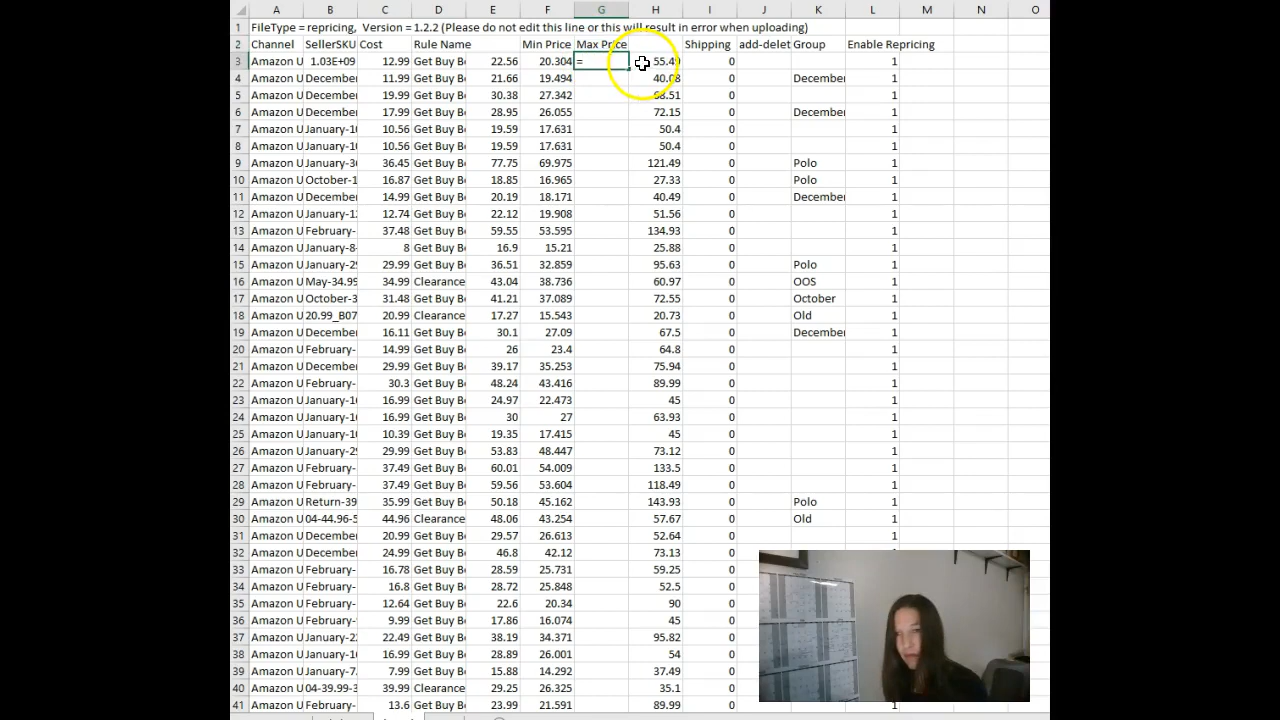 A B C D E F G H I J K L M N O
1 FileType = repricing, Version = 1.2.2 (Please do not edit this line or this will result in error when uploading)
2 Channel SellerSKU Cost Rule Name Min Price Max Price Shipping add-delet Group Enable Repricing
3 Amazon U 1.03E+09 12.99 Get Buy B 22.56 20.304 = 55.49 0 1
4 Amazon U December 11.99 Get Buy B 21.66 19.494 40.08 0 December 1
5 Amazon U December 19.99 Get Buy B 30.38 27.342 68.51 0 1
6 Amazon U December 17.99 Get Buy B 28.95 26.055 72.15 0 December 1
7 Amazon U January-10 10.56 Get Buy B 19.59 17.631 50.4 0 1
8 Amazon U January-10 10.56 Get Buy B 19.59 17.631 50.4 0 1
9 Amazon U January-36 36.45 Get Buy B 77.75 69.975 121.49 0 Polo 1
10 Amazon U October-1 16.87 Get Buy B 18.85 16.965 27.33 0 Polo 1
11 Amazon U December 14.99 Get Buy B 20.19 18.171 40.49 0 December 1
12 Amazon U January-12 12.74 Get Buy B 22.12 19.908 51.56 0 1
13 Amazon U February- 37.48 Get Buy B 59.55 53.595 134.93 0 1
14 Amazon U January-8- 8 Get Buy B 16.9 15.21 25.88 0 1
15 Amazon U January-29 29.99 Get Buy B 36.51 32.859 95.63 0 Polo 1
16 Amazon U May-34.99 34.99 Clearance 43.04 38.736 60.97 0 OOS 1
17 Amazon U October-3 31.48 Get Buy B 41.21 37.089 72.55 0 October 1
18 Amazon U 20.99_B07 20.99 Clearance 17.27 15.543 20.73 0 Old 1
19 Amazon U December 16.11 Get Buy B 30.1 27.09 67.5 0 December 1
20 Amazon U February- 14.99 Get Buy B 26 23.4 64.8 0 1
21 Amazon U December 29.99 Get Buy B 39.17 35.253 75.94 0 1
22 Amazon U February- 30.3 Get Buy B 48.24 43.416 89.99 0 1
23 Amazon U January-16 16.99 Get Buy B 24.97 22.473 45 0 1
24 Amazon U January-16 16.99 Get Buy B 30 27 63.93 0 1
25 Amazon U January-10 10.39 Get Buy B 19.35 17.415 45 0 1
26 Amazon U January-29 29.99 Get Buy B 53.83 48.447 73.12 0 1
27 Amazon U February- 37.49 Get Buy B 60.01 54.009 13.5 0 1
28 Amazon U February- 37.49 Get Buy B 59.56 53.604 118.49 0 1
29 Amazon U Return-39 35.99 Get Buy B 50.18 45.162 143.93 0 Polo 1
30 Amazon U 04-44.96-5 44.96 Clearance 48.06 43.254 57.67 0 Old 1
31 Amazon U December 20.99 Get Buy B 29.57 26.613 52.64 0 1
32 Amazon U December 24.99 Get Buy B 46.8 42.12 73.13 0
33 Amazon U February- 16.78 Get Buy B 28.59 25.731 59.25 0
34 Amazon U February- 16.8 Get Buy B 28.72 25.848 52.5 0
35 Amazon U February- 12.64 Get Buy B 22.6 20.34 90 0
36 Amazon U February- 9.99 Get Buy B 17.86 16.074 45 0
37 Amazon U January-22 22.49 Get Buy B 38.19 34.371 95.82 0
38 Amazon U January-16 16.99 Get Buy B 28.89 26.001 54 0
39 Amazon U January-7. 7.99 Get Buy B 15.88 14.292 37.49 0
40 Amazon U 04-39.99-3 39.99 Clearance 29.25 26.325 35.1 0
41 Amazon U February- 13.6 Get Buy B 23.99 21.591 89.99 0 1